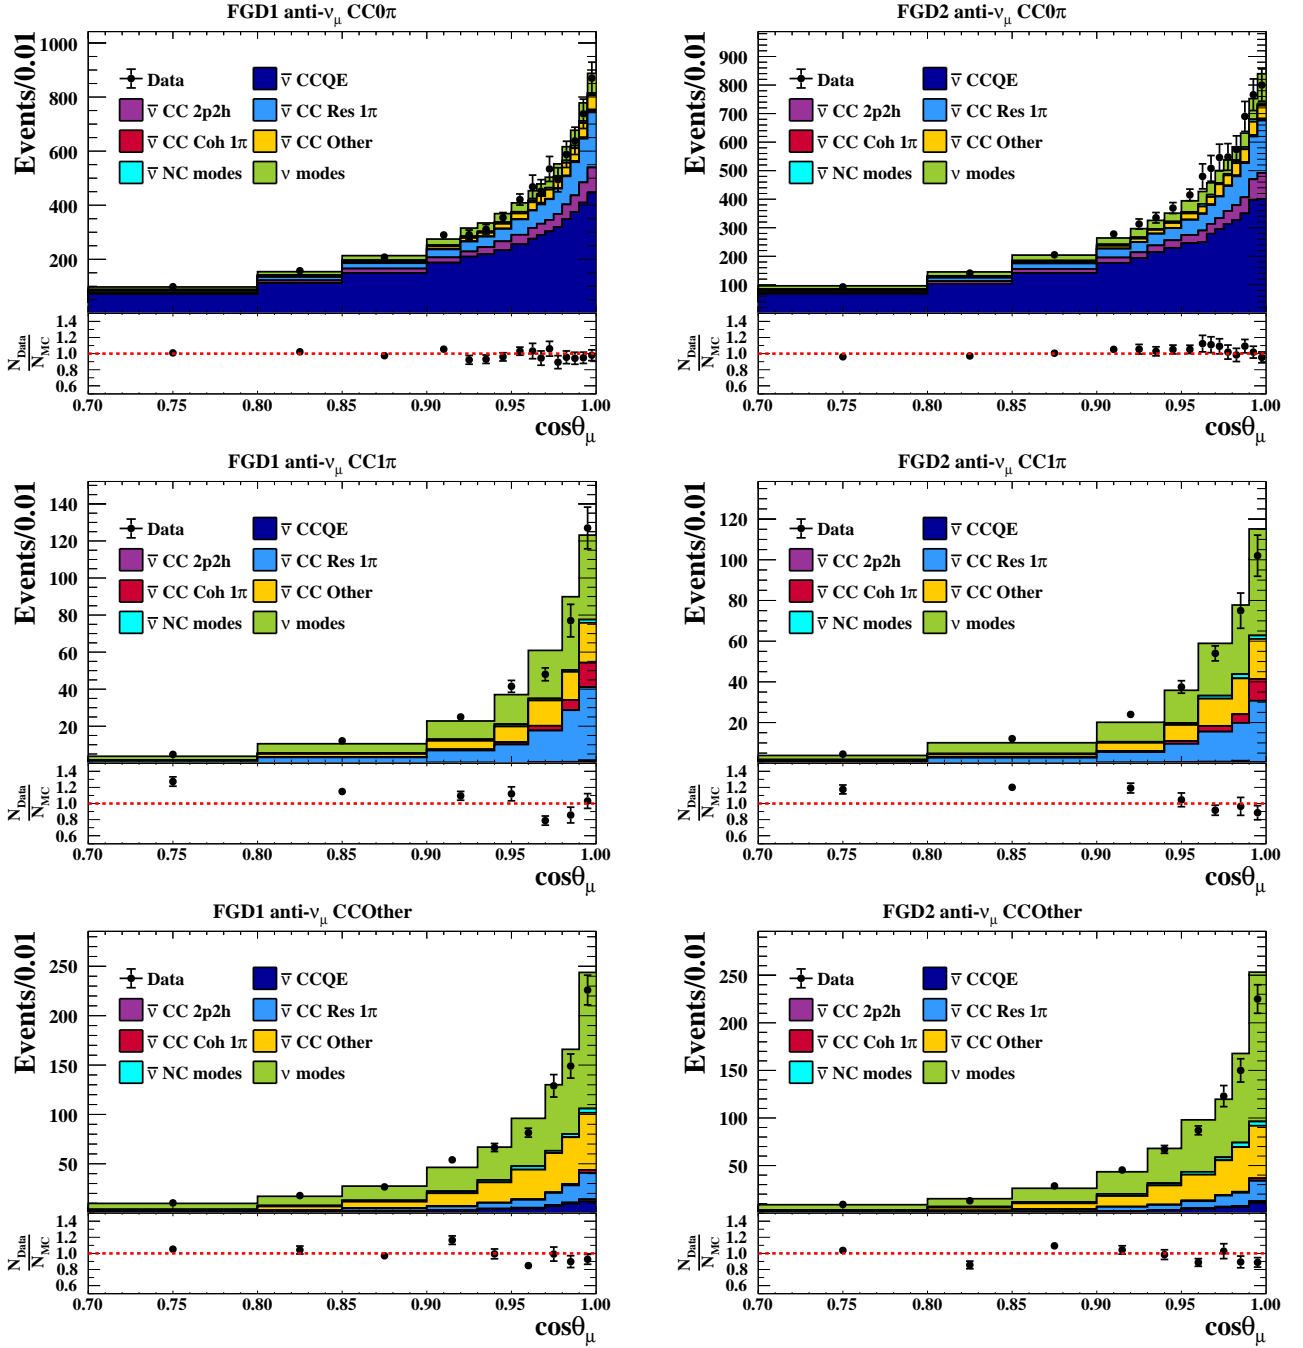 FGD1 anti-νμ CC0π
Events/0.01
1000
800
600
400
200
Data
ν̅ CCQE
ν̅ CC 2p2h
ν̅ CC Res 1π
ν̅ CC Coh 1π
ν̅ CC Other
ν̅ NC modes
ν modes
NData
NMC
1.4
1.2
1.0
0.8
0.6
0.70 0.75 0.80 0.85 0.90 0.95 1.00
cosθμ
FGD2 anti-νμ CC0π
Events/0.01
900
800
700
600
500
400
300
200
100
Data
ν̅ CCQE
ν̅ CC 2p2h
ν̅ CC Res 1π
ν̅ CC Coh 1π
ν̅ CC Other
ν̅ NC modes
ν modes
NData
NMC
1.4
1.2
1.0
0.8
0.6
0.70 0.75 0.80 0.85 0.90 0.95 1.00
cosθμ
FGD1 anti-νμ CC1π
Events/0.01
140
120
100
80
60
40
20
Data
ν̅ CCQE
ν̅ CC 2p2h
ν̅ CC Res 1π
ν̅ CC Coh 1π
ν̅ CC Other
ν̅ NC modes
ν modes
NData
NMC
1.4
1.2
1.0
0.8
0.6
0.70 0.75 0.80 0.85 0.90 0.95 1.00
cosθμ
FGD2 anti-νμ CC1π
Events/0.01
120
100
80
60
40
20
Data
ν̅ CCQE
ν̅ CC 2p2h
ν̅ CC Res 1π
ν̅ CC Coh 1π
ν̅ CC Other
ν̅ NC modes
ν modes
NData
NMC
1.4
1.2
1.0
0.8
0.6
0.70 0.75 0.80 0.85 0.90 0.95 1.00
cosθμ
FGD1 anti-νμ CCOther
Events/0.01
250
200
150
100
50
Data
ν̅ CCQE
ν̅ CC 2p2h
ν̅ CC Res 1π
ν̅ CC Coh 1π
ν̅ CC Other
ν̅ NC modes
ν modes
NData
NMC
1.4
1.2
1.0
0.8
0.6
0.70 0.75 0.80 0.85 0.90 0.95 1.00
cosθμ
FGD2 anti-νμ CCOther
Events/0.01
250
200
150
100
50
Data
ν̅ CCQE
ν̅ CC 2p2h
ν̅ CC Res 1π
ν̅ CC Coh 1π
ν̅ CC Other
ν̅ NC modes
ν modes
NData
NMC
1.4
1.2
1.0
0.8
0.6
0.70 0.75 0.80 0.85 0.90 0.95 1.00
cosθμ